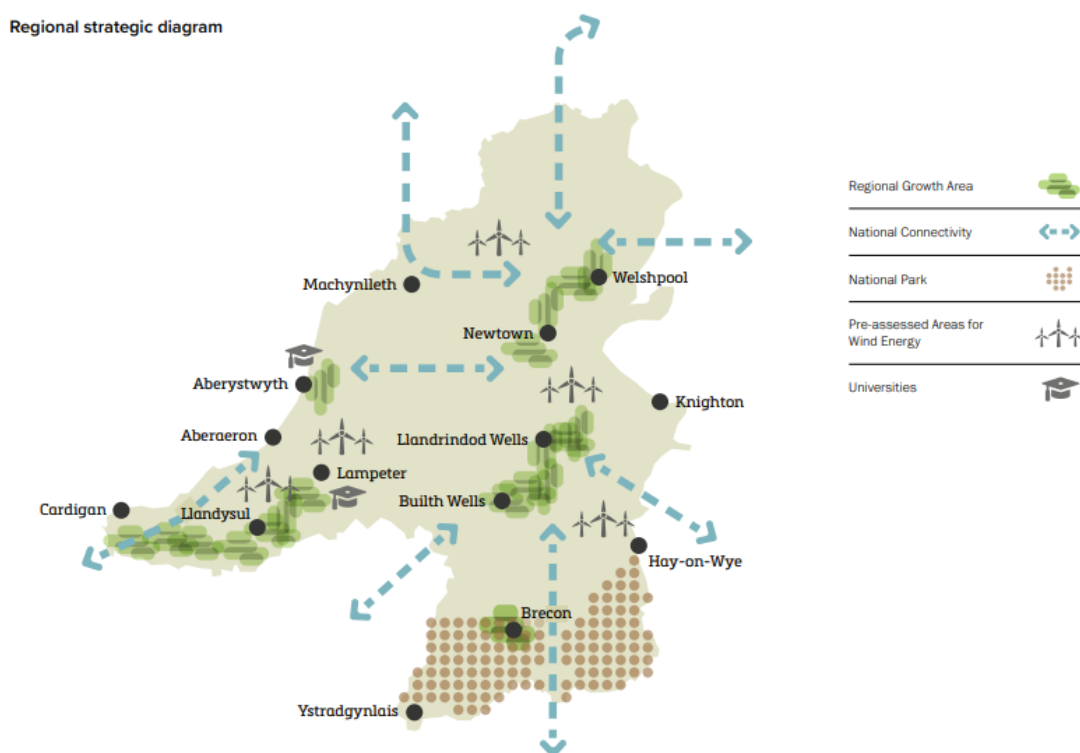 Regional strategic diagram
Regional Growth Area
National Connectivity
National Park
Pre-assessed Areas for
Wind Energy
Universities
Machynlleth
Welshpool
Newtown
Aberystwyth
Knighton
Aberaeron
Llandrindod Wells
Lampeter
Cardigan
Llandysul
Builth Wells
Hay-on-Wye
Brecon
Ystradgynlais